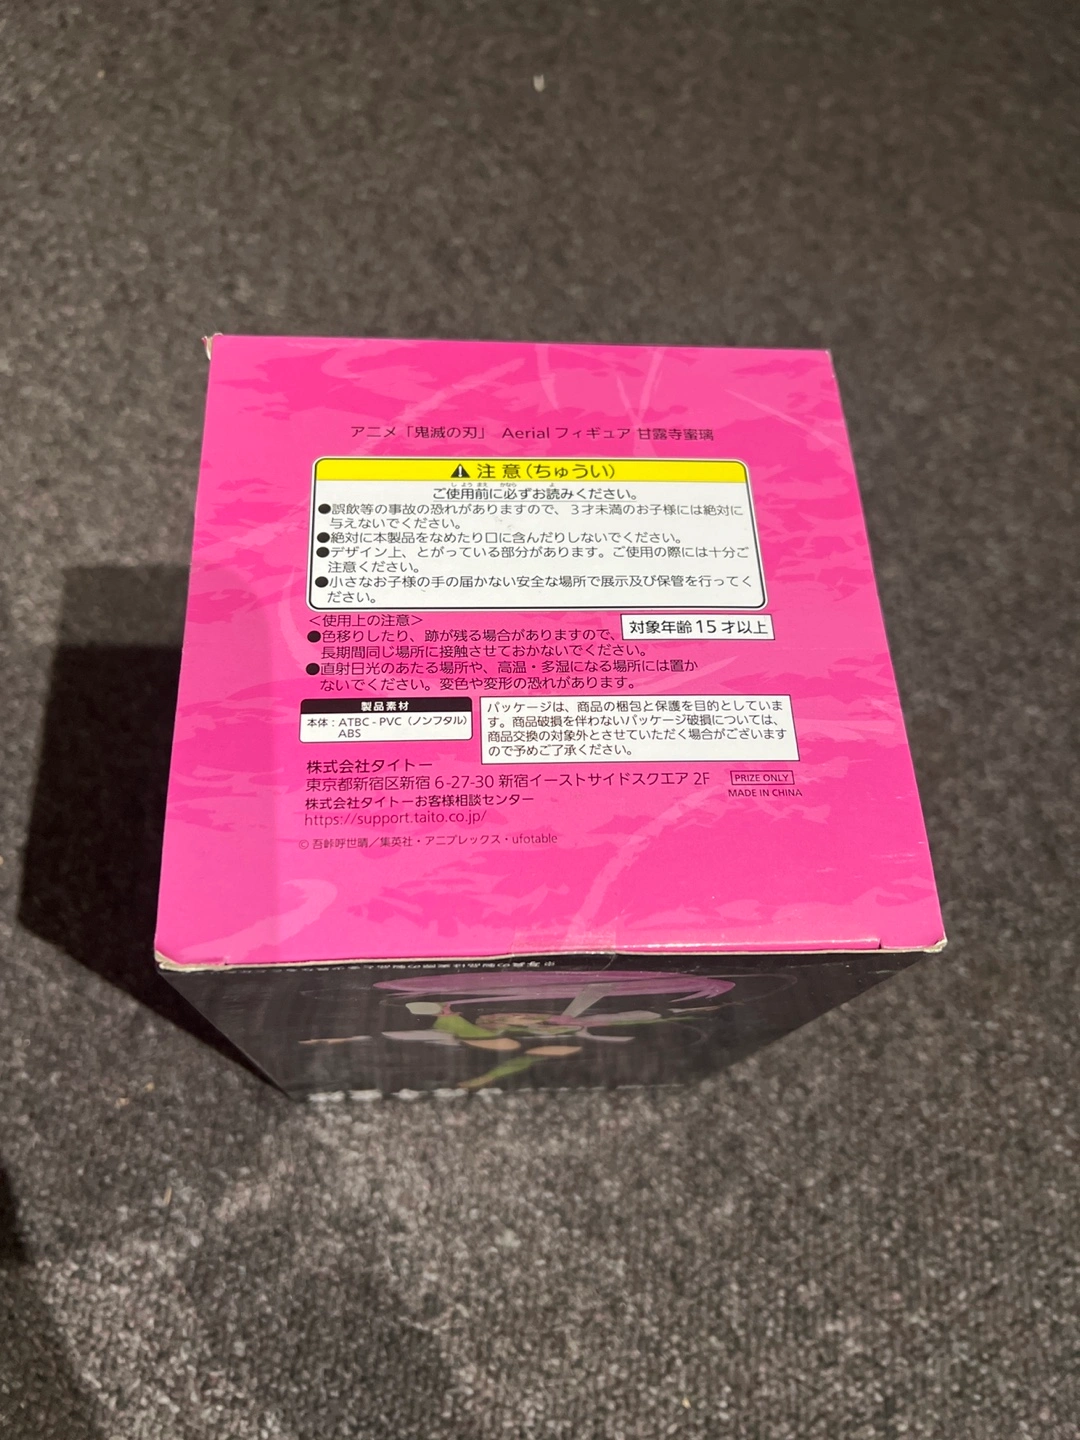 アニメ「鬼滅の刃」 Aerial フィギュア 甘露寺蜜璃
注意(ちゅうい)
ご使用前に必ずお読みください。
●誤飲等の事故の恐れがありますので、3才未満のお子様には絶対に
与えないでください。
●絶対に本製品をなめたり口に含んだりしないでください。
●デザイン上、とがっている部分があります。ご使用の際には十分ご
注意ください。
●小さなお子様の手の届かない安全な場所で展示及び保管を行ってく
ださい。
<使用上の注意>
対象年齢15才以上
●色移りしたり、跡が残る場合がありますので、
長期間同じ場所に接触させておかないでください。
●直射日光のあたる場所や、高温・多湿になる場所には置か
ないでください。変色や変形の恐れがあります。
製品素材
本体:ATBC-PVC(ノンフタル)
ABS
パッケージは、商品の梱包と保護を目的としていま
す。商品破損を伴わないパッケージ破損については、
商品交換の対象外とさせていただく場合がございます
ので予めご了承ください。
株式会社タイトー
東京都新宿区新宿 6-27-30 新宿イーストサイドスクエア 2F
株式会社タイトーお客様相談センター
https://support.taito.co.jp/
PRIZE ONLY
MADE IN CHINA
© 吾峠呼世晴/集英社・アニプレックス・ufotable